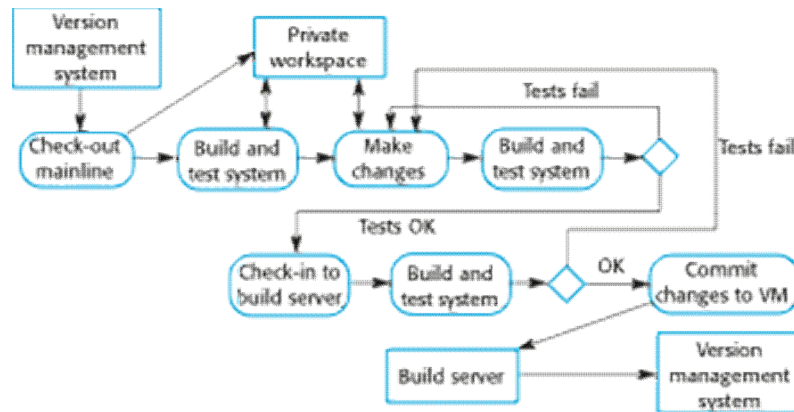 Version
management
system
Private
workspace
Tests fail
Check-out
mainline
Build and
test system
Make
changes
Build and
test system
Tests fail
Tests OK
Check-in to
build server
Build and
test system
OK
Commit
changes to VM
Build server
Version
management
system